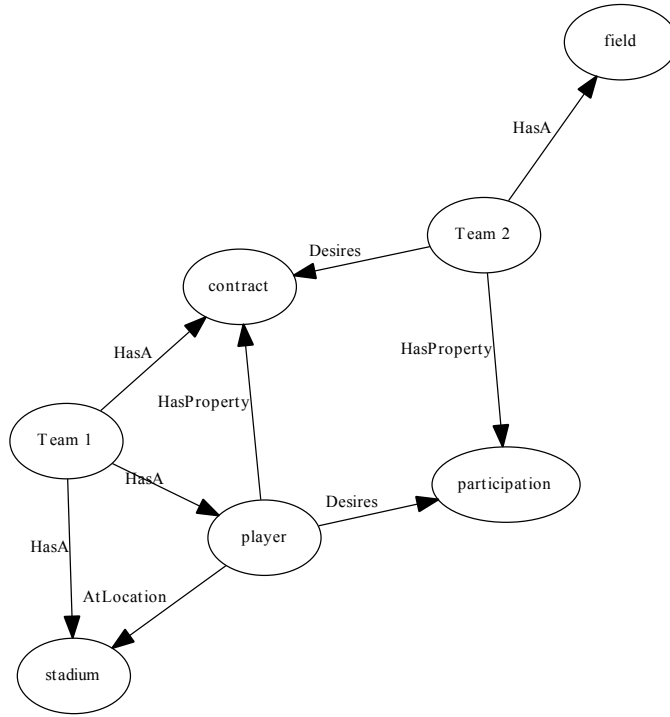 field
HasA
Team 2
Desires
contract
HasA
HasProperty
HasProperty
Team 1
HasA
participation
Desires
player
HasA
AtLocation
stadium